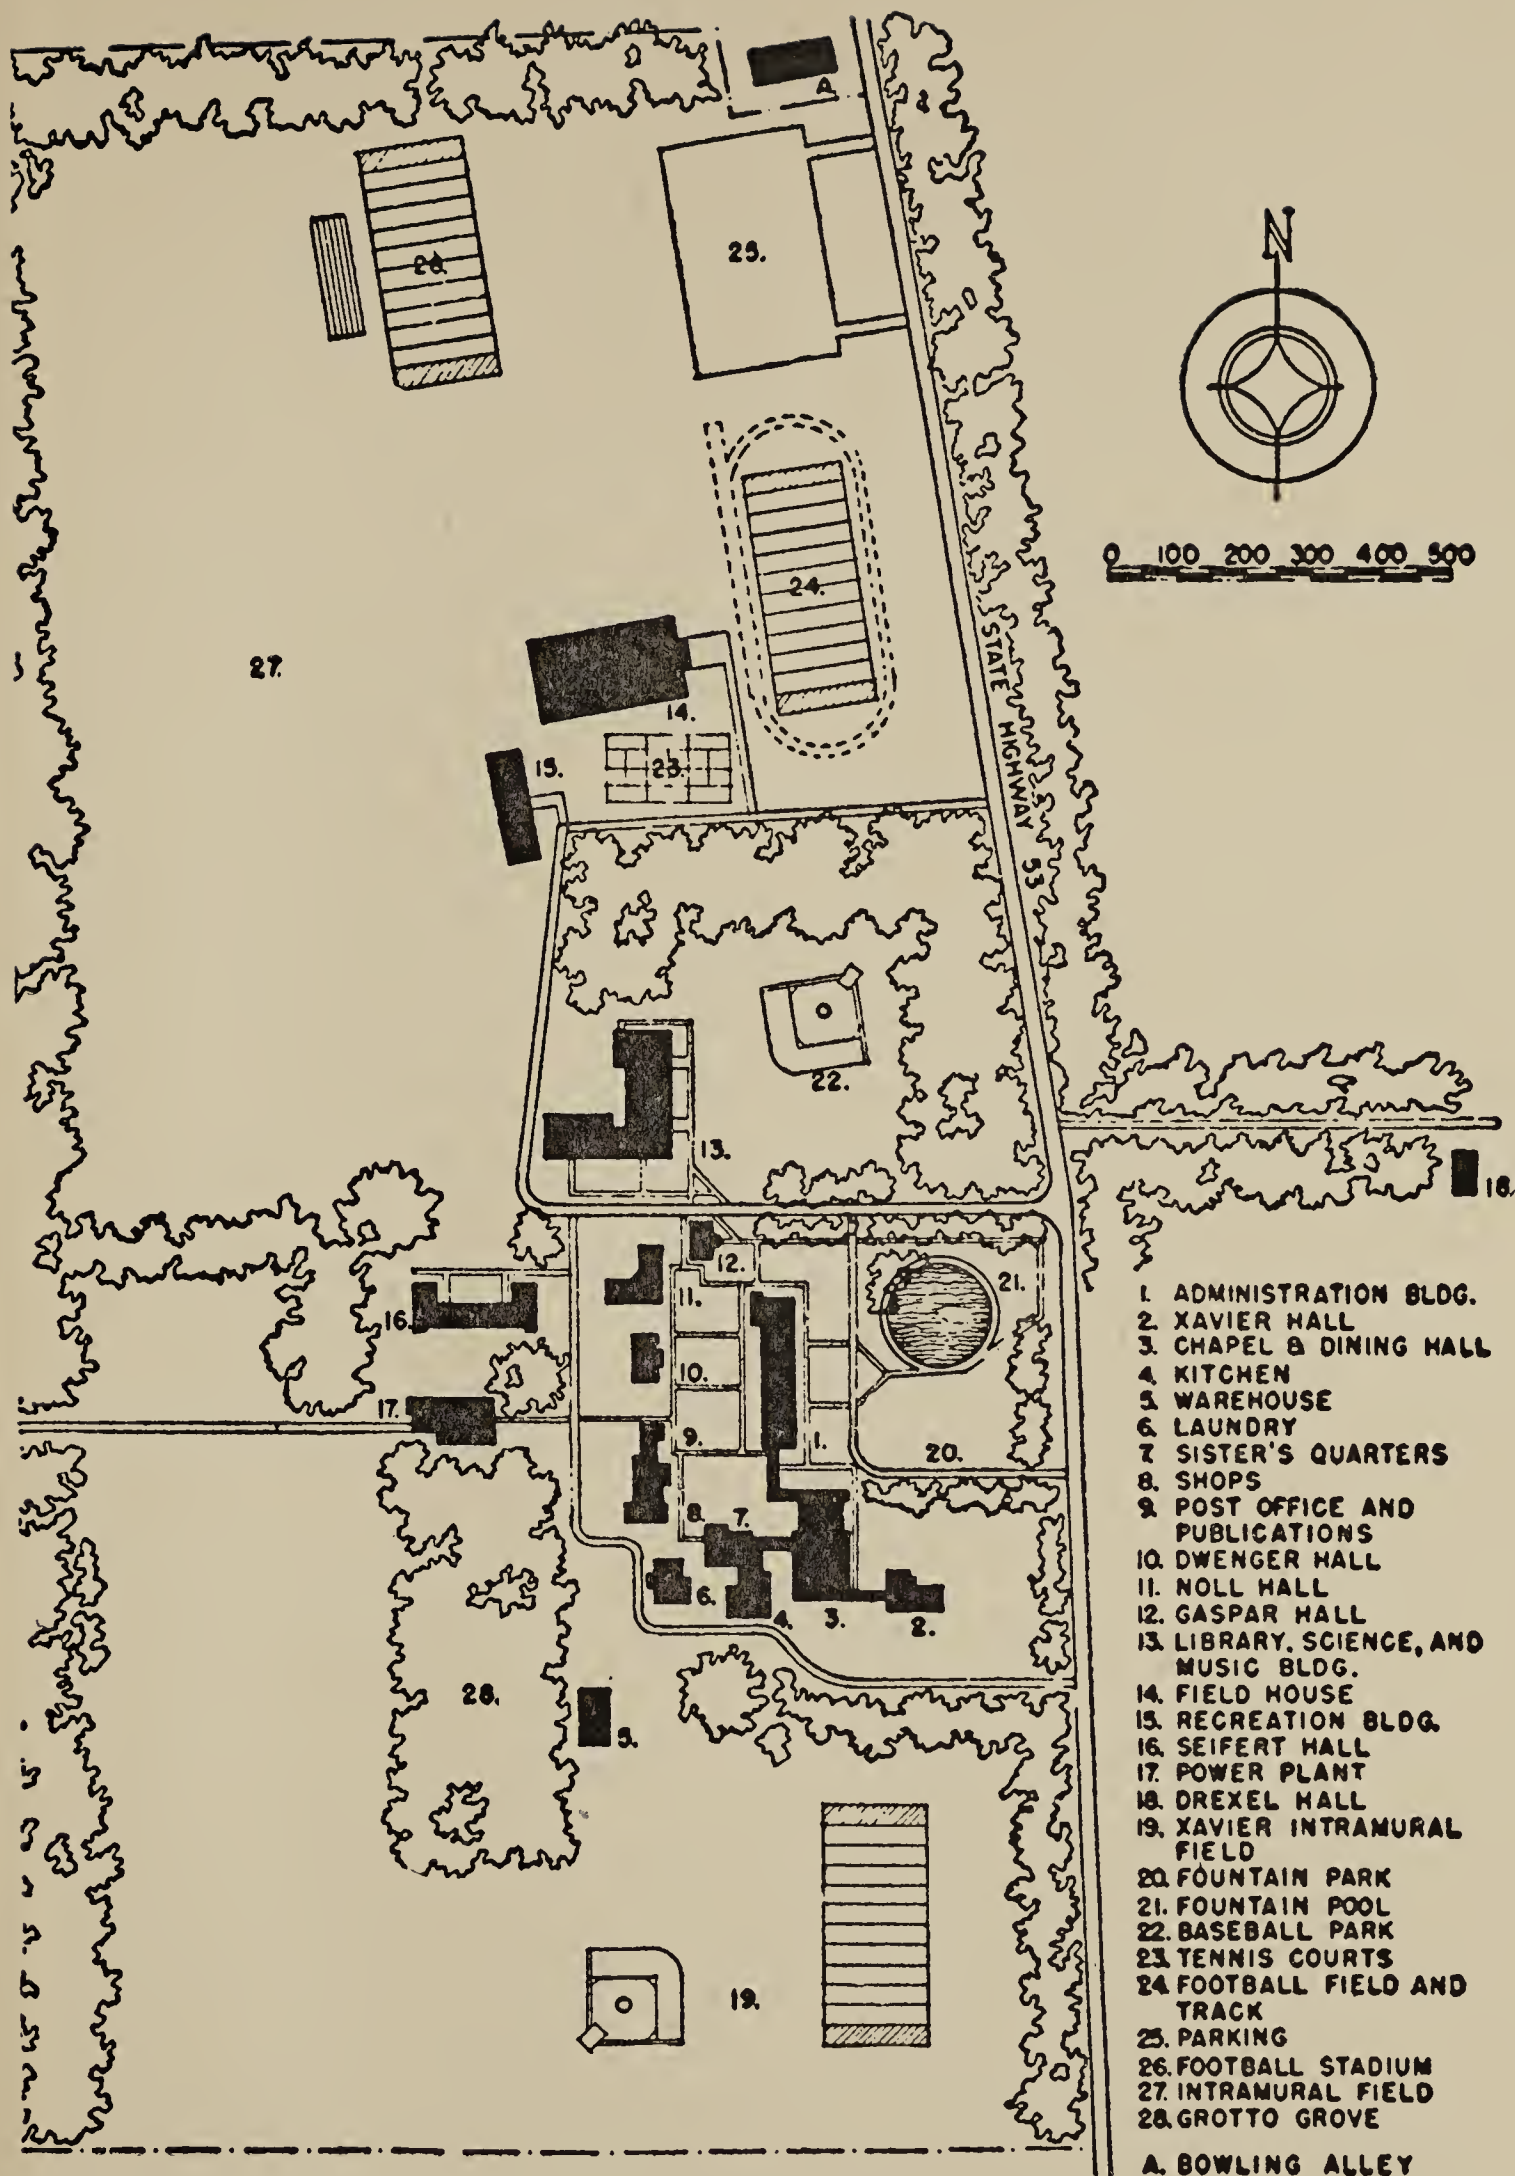 A
N
25.
26.
0 100 200 300 400 500
24.
STATE HIGHWAY 53
27.
14.
15.
23.
22.
13.
18.
12.
21.
11.
16.
10.
17.
9.
1.
20.
8.
7.
6.
4.
3.
2.
28.
5.
19.
1. ADMINISTRATION BLDG.
2. XAVIER HALL
3. CHAPEL & DINING HALL
4. KITCHEN
5. WAREHOUSE
6. LAUNDRY
7. SISTER'S QUARTERS
8. SHOPS
9. POST OFFICE AND
PUBLICATIONS
10. DWENGER HALL
11. NOLL HALL
12. GASPAR HALL
13. LIBRARY, SCIENCE, AND
MUSIC BLDG.
14. FIELD HOUSE
15. RECREATION BLDG.
16. SEIFERT HALL
17. POWER PLANT
18. DREXEL HALL
19. XAVIER INTRAMURAL
FIELD
20. FOUNTAIN PARK
21. FOUNTAIN POOL
22. BASEBALL PARK
23. TENNIS COURTS
24. FOOTBALL FIELD AND
TRACK
25. PARKING
26. FOOTBALL STADIUM
27. INTRAMURAL FIELD
28. GROTTO GROVE
A. BOWLING ALLEY